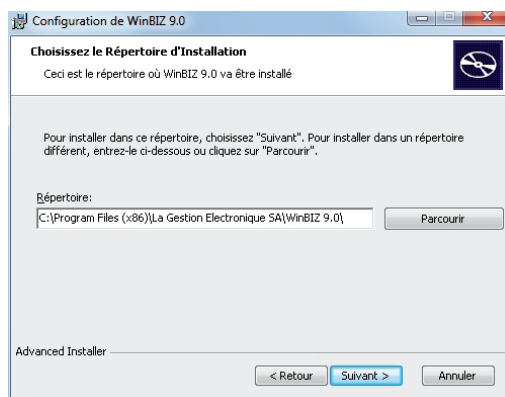 Configuration de WinBIZ 9.0
Choisissez le Répertoire d'Installation
Ceci est le répertoire où WinBIZ 9.0 va être installé
Pour installer dans ce répertoire, choisissez "Suivant". Pour installer dans un répertoire
différent, entrez-le ci-dessous ou cliquez sur "Parcourir".
Répertoire:
C:\Program Files (x86)\La Gestion Electronique SA\WinBIZ 9.0\
Parcourir
Advanced Installer
< Retour
Suivant >
Annuler